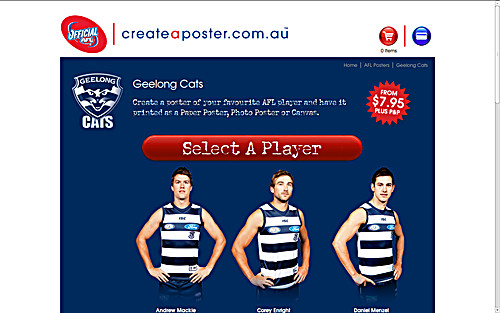 OFFICIAL
AFL
createaposter.com.au™
0 Items
Home | AFL Posters | Geelong Cats
GEELONG
CATS
Geelong Cats
Create a poster of your favourite AFL player and have it
printed as a Paper Poster, Photo Poster or Canvas.
FROM
$7.95
PLUS P&P
Select A Player
Andrew Mackie
Corey Enright
Daniel Menzel